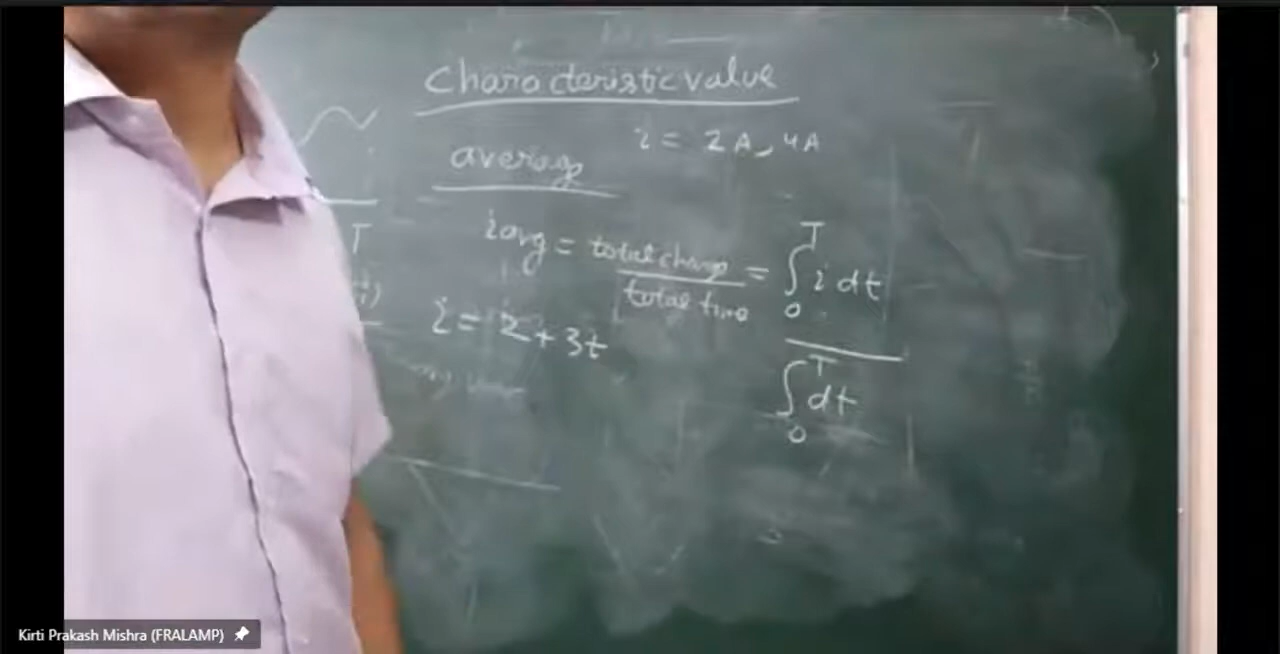 Characteristic value
i = 2A, 4A
average
iavg = total charge / total time = ∫₀ᵀ i dt / ∫₀ᵀ dt
T
i = 2 + 3t
Kirti Prakash Mishra (FRALAMP)